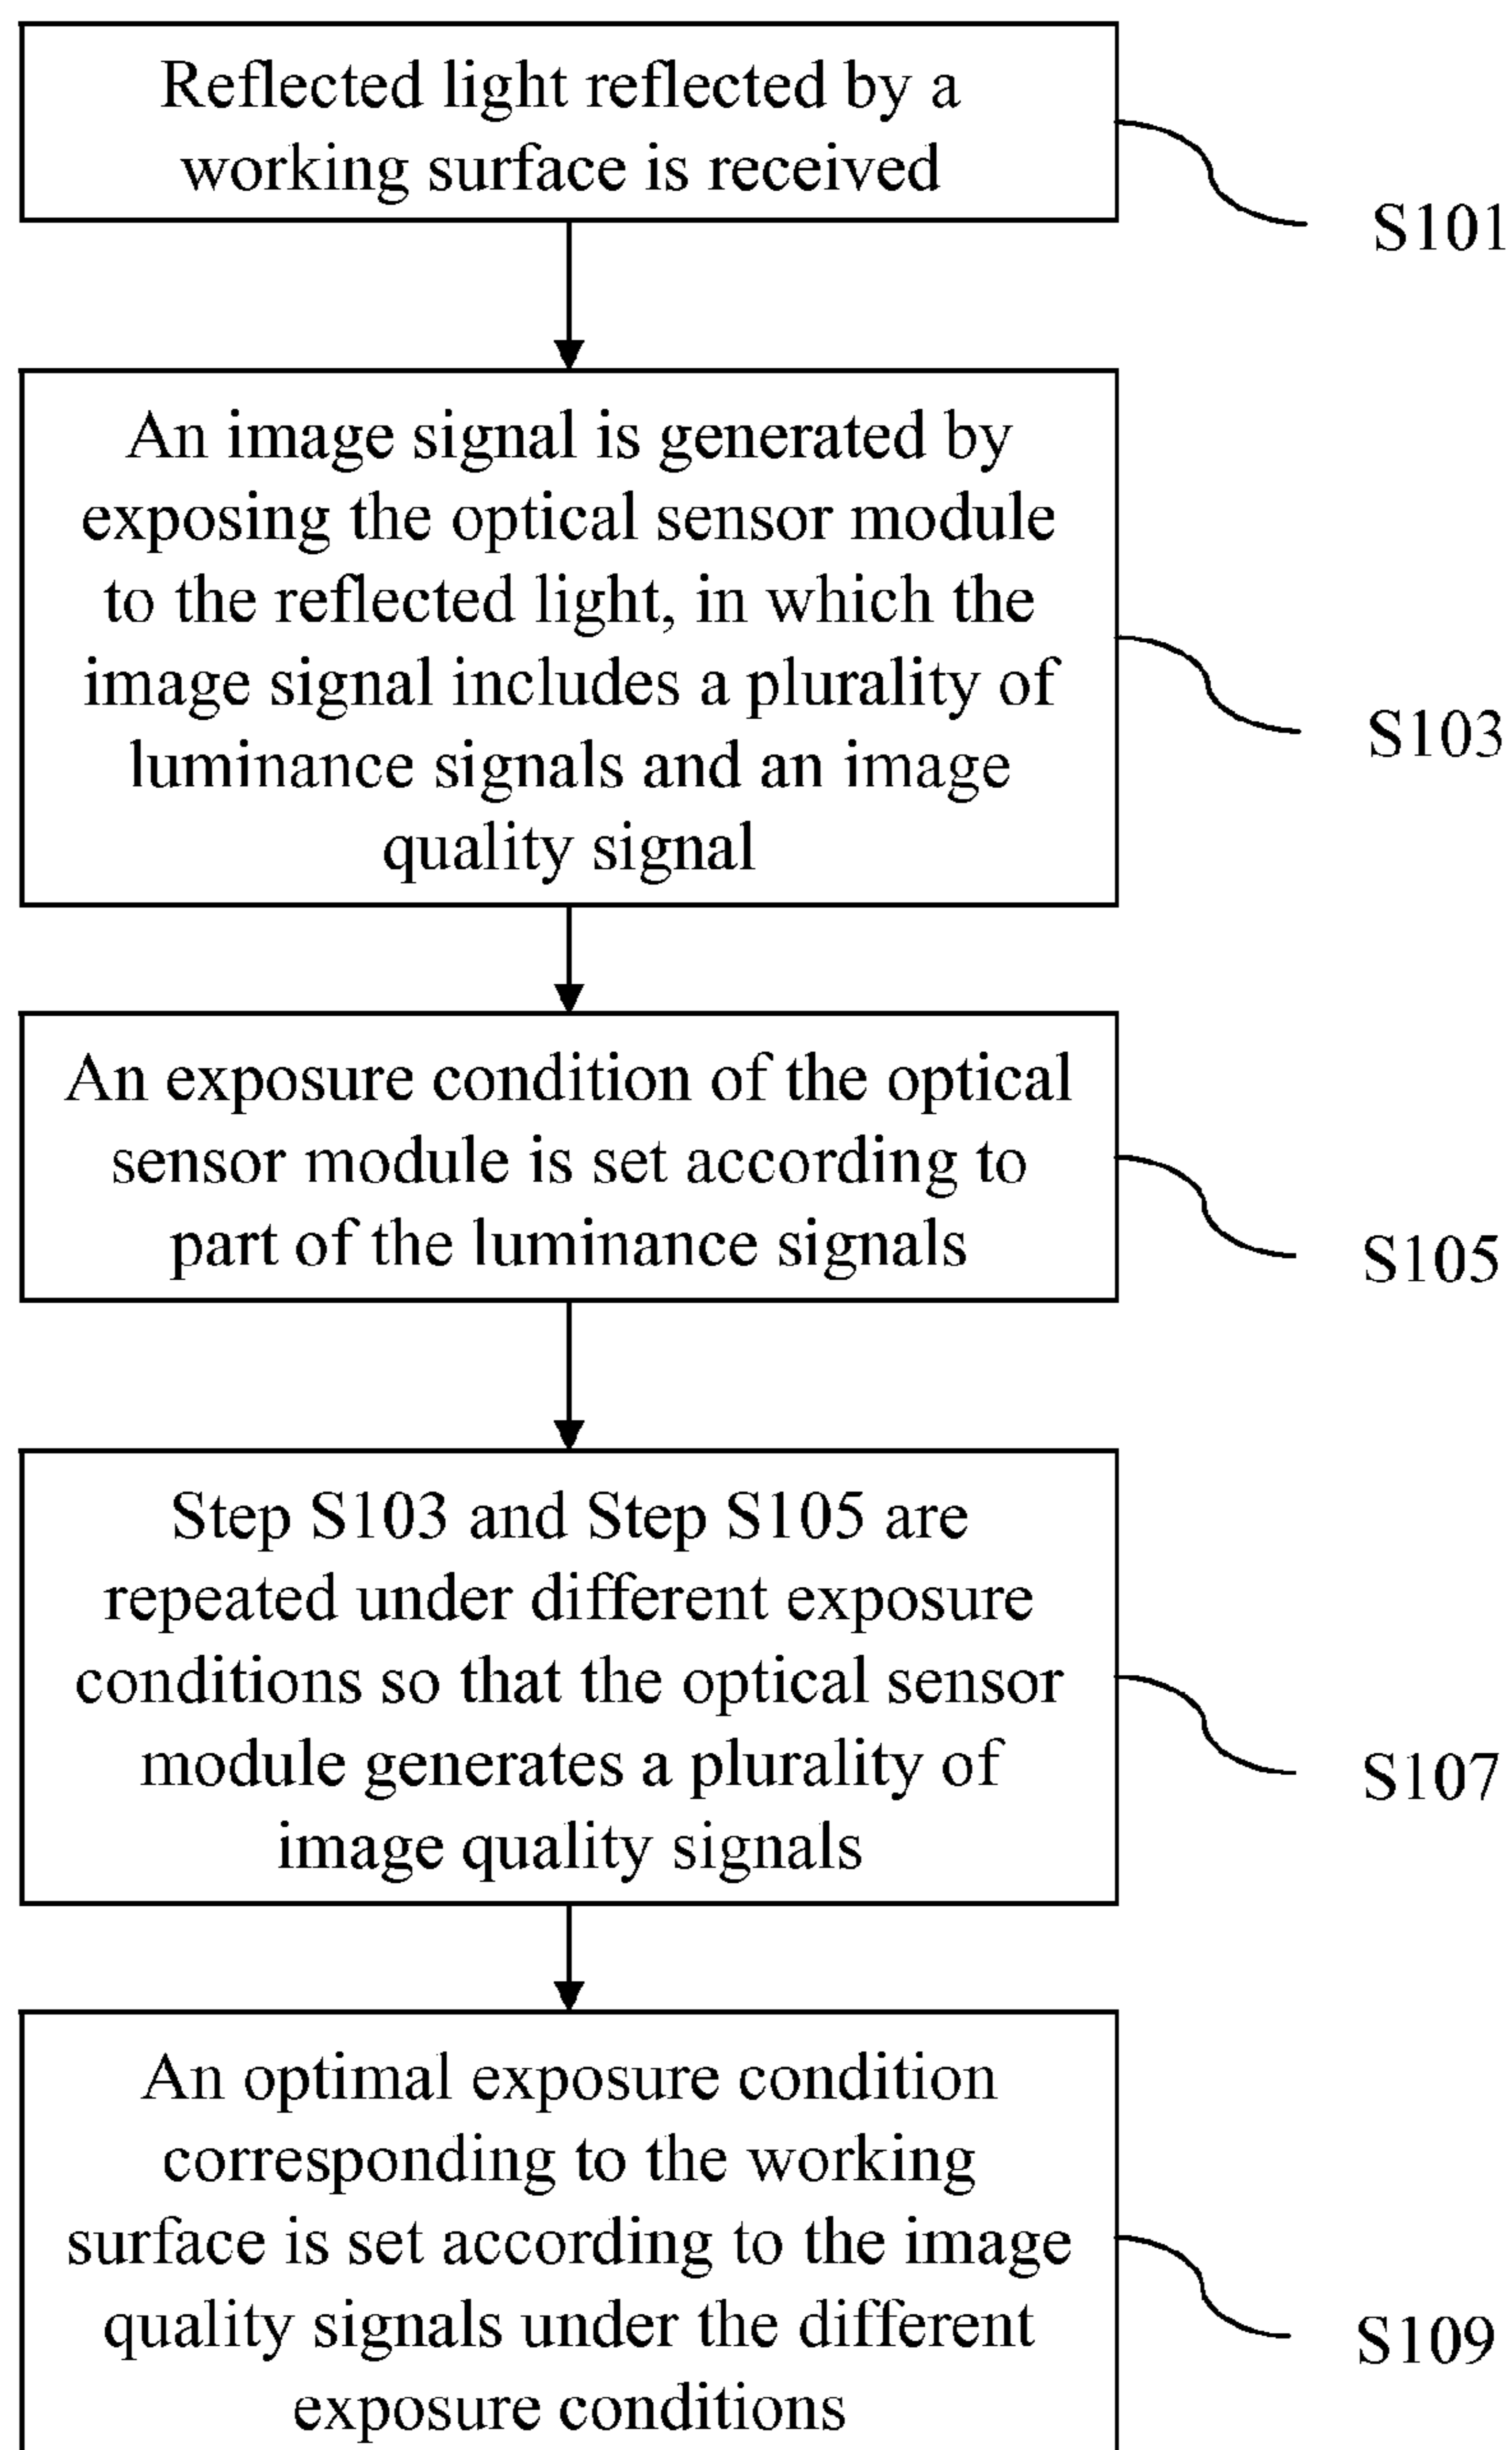 Reflected light reflected by a
working surface is received
S101
An image signal is generated by
exposing the optical sensor module
to the reflected light, in which the
image signal includes a plurality of
luminance signals and an image
quality signal
S103
An exposure condition of the optical
sensor module is set according to
part of the luminance signals
S105
Step S103 and Step S105 are
repeated under different exposure
conditions so that the optical sensor
module generates a plurality of
image quality signals
S107
An optimal exposure condition
corresponding to the working
surface is set according to the image
quality signals under the different
exposure conditions
S109